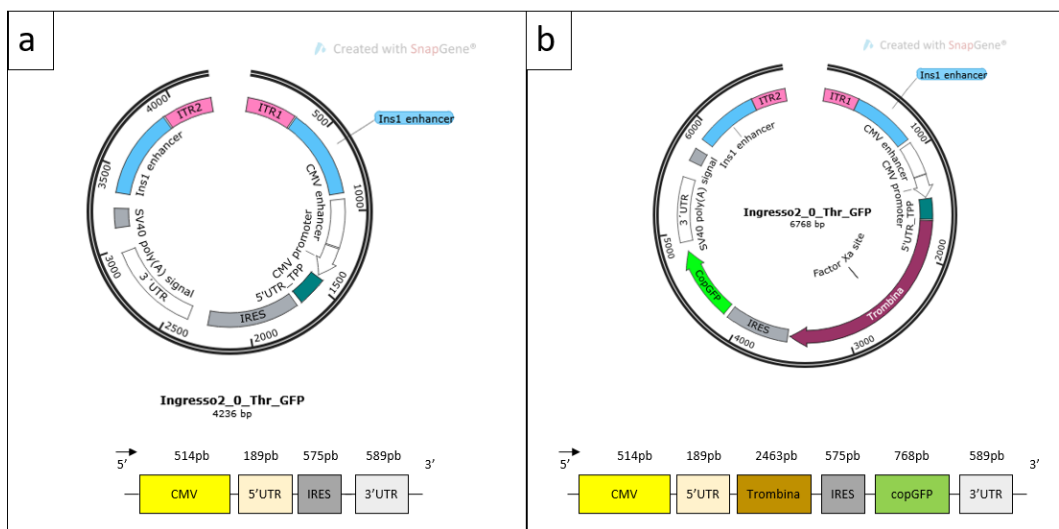 a
Created with SnapGene®
ITR2
ITR1
Ins1 enhancer
Ins1 enhancer
CMV enhancer
CMV promoter
5'UTR_TPP
IRES
3´UTR
SV40 poly(A) signal
500
1000
1500
2000
2500
3000
3500
4000
Ingresso2_0_Thr_GFP
4236 bp
514pb 189pb 575pb 589pb
5' 3'
CMV 5'UTR IRES 3'UTR
b
Created with SnapGene®
ITR2
ITR1
Ins1 enhancer
Ins1 enhancer
CMV enhancer
CMV promoter
5'UTR_TPP
Trombina
Factor Xa site
IRES
CopGFP
3´UTR
SV40 poly(A) signal
1000
2000
3000
4000
5000
6000
Ingresso2_0_Thr_GFP
6768 bp
514pb 189pb 2463pb 575pb 768pb 589pb
5' 3'
CMV 5'UTR Trombina IRES copGFP 3'UTR